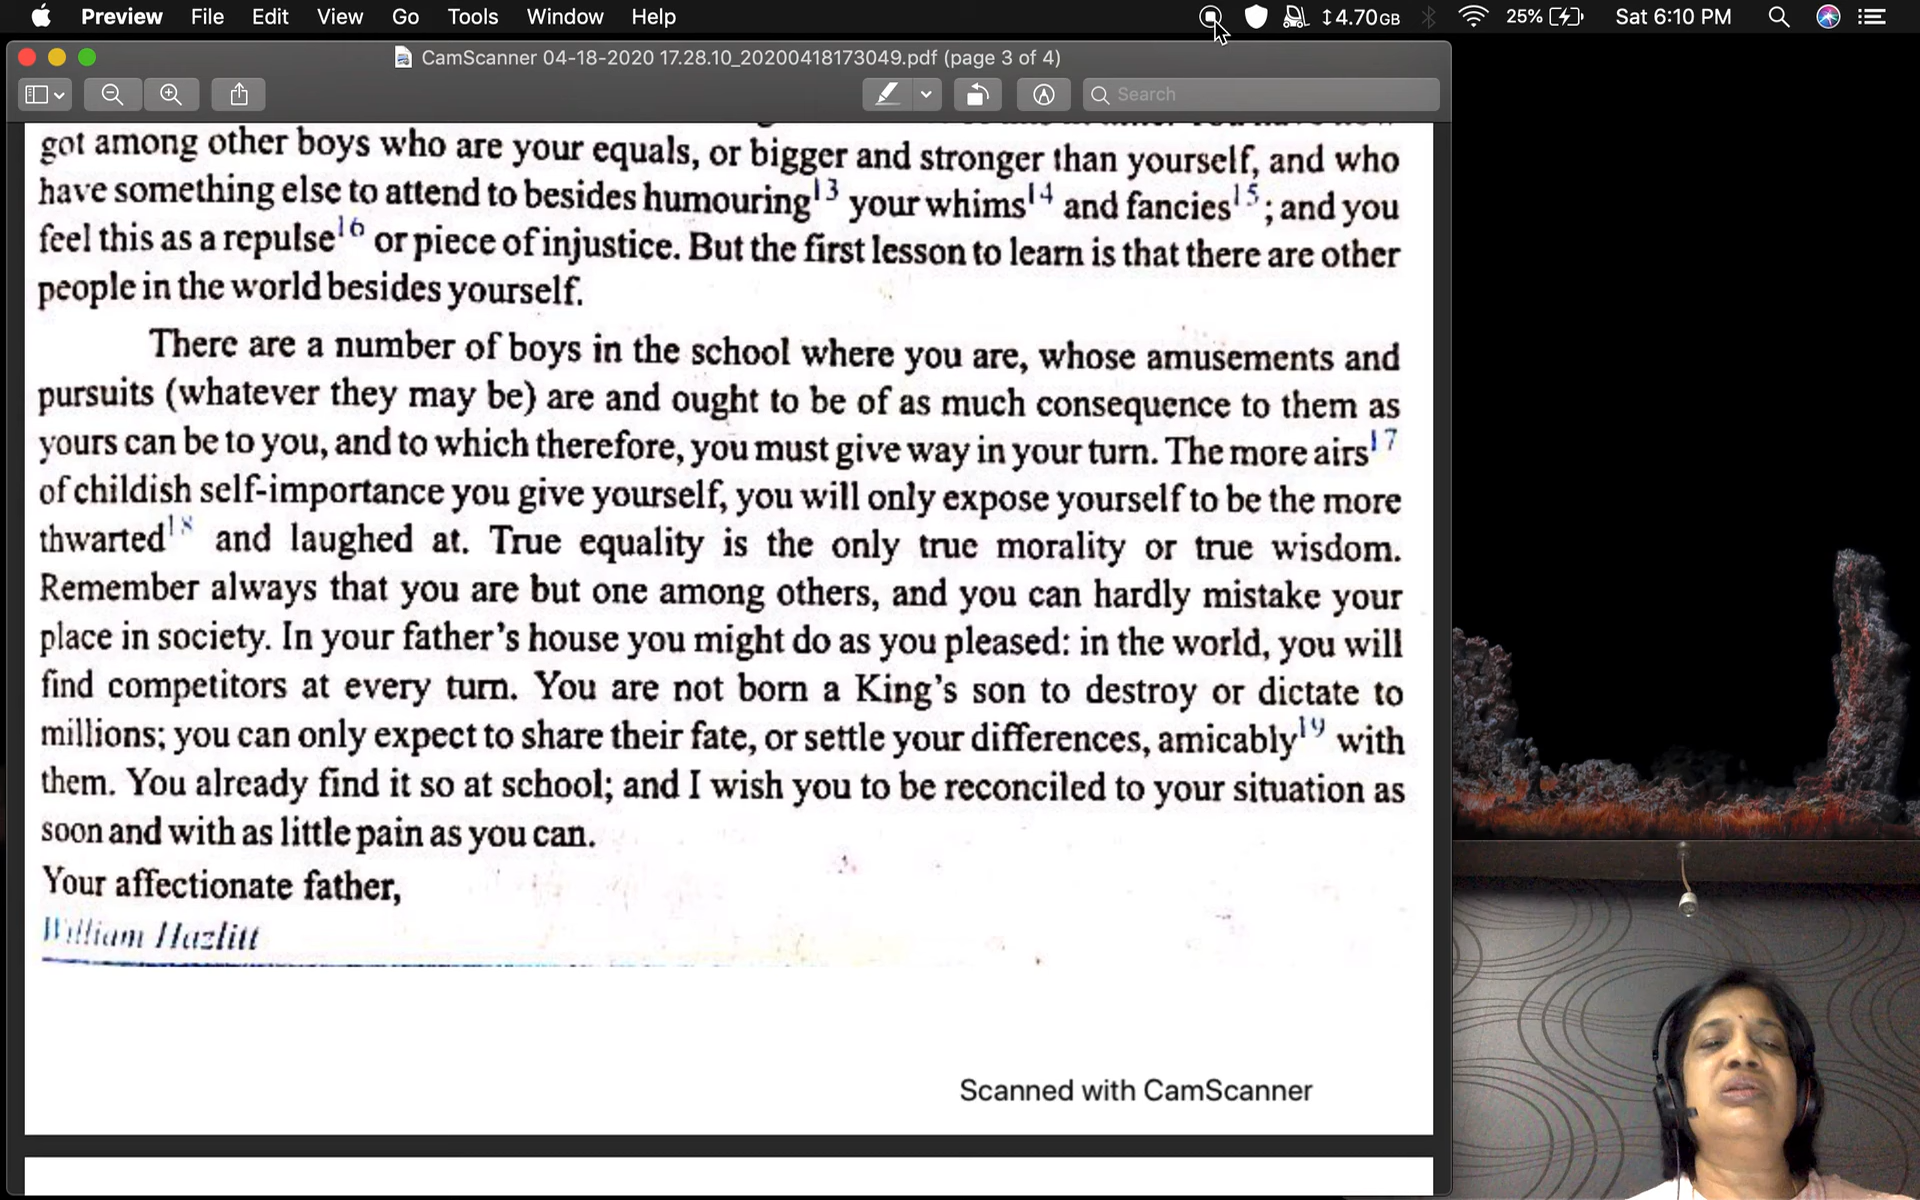 Preview File Edit View Go Tools Window Help 4.70GB 25% Sat 6:10 PM
CamScanner 04-18-2020 17.28.10_20200418173049.pdf (page 3 of 4)
Search
got among other boys who are your equals, or bigger and stronger than yourself, and who
have something else to attend to besides humouring13 your whims14 and fancies15; and you
feel this as a repulse16 or piece of injustice. But the first lesson to learn is that there are other
people in the world besides yourself.
There are a number of boys in the school where you are, whose amusements and
pursuits (whatever they may be) are and ought to be of as much consequence to them as
yours can be to you, and to which therefore, you must give way in your turn. The more airs17
of childish self-importance you give yourself, you will only expose yourself to be the more
thwarted18 and laughed at. True equality is the only true morality or true wisdom.
Remember always that you are but one among others, and you can hardly mistake your
place in society. In your father's house you might do as you pleased: in the world, you will
find competitors at every turn. You are not born a King's son to destroy or dictate to
millions; you can only expect to share their fate, or settle your differences, amicably19 with
them. You already find it so at school; and I wish you to be reconciled to your situation as
soon and with as little pain as you can.
Your affectionate father,
William Hazlitt
Scanned with CamScanner